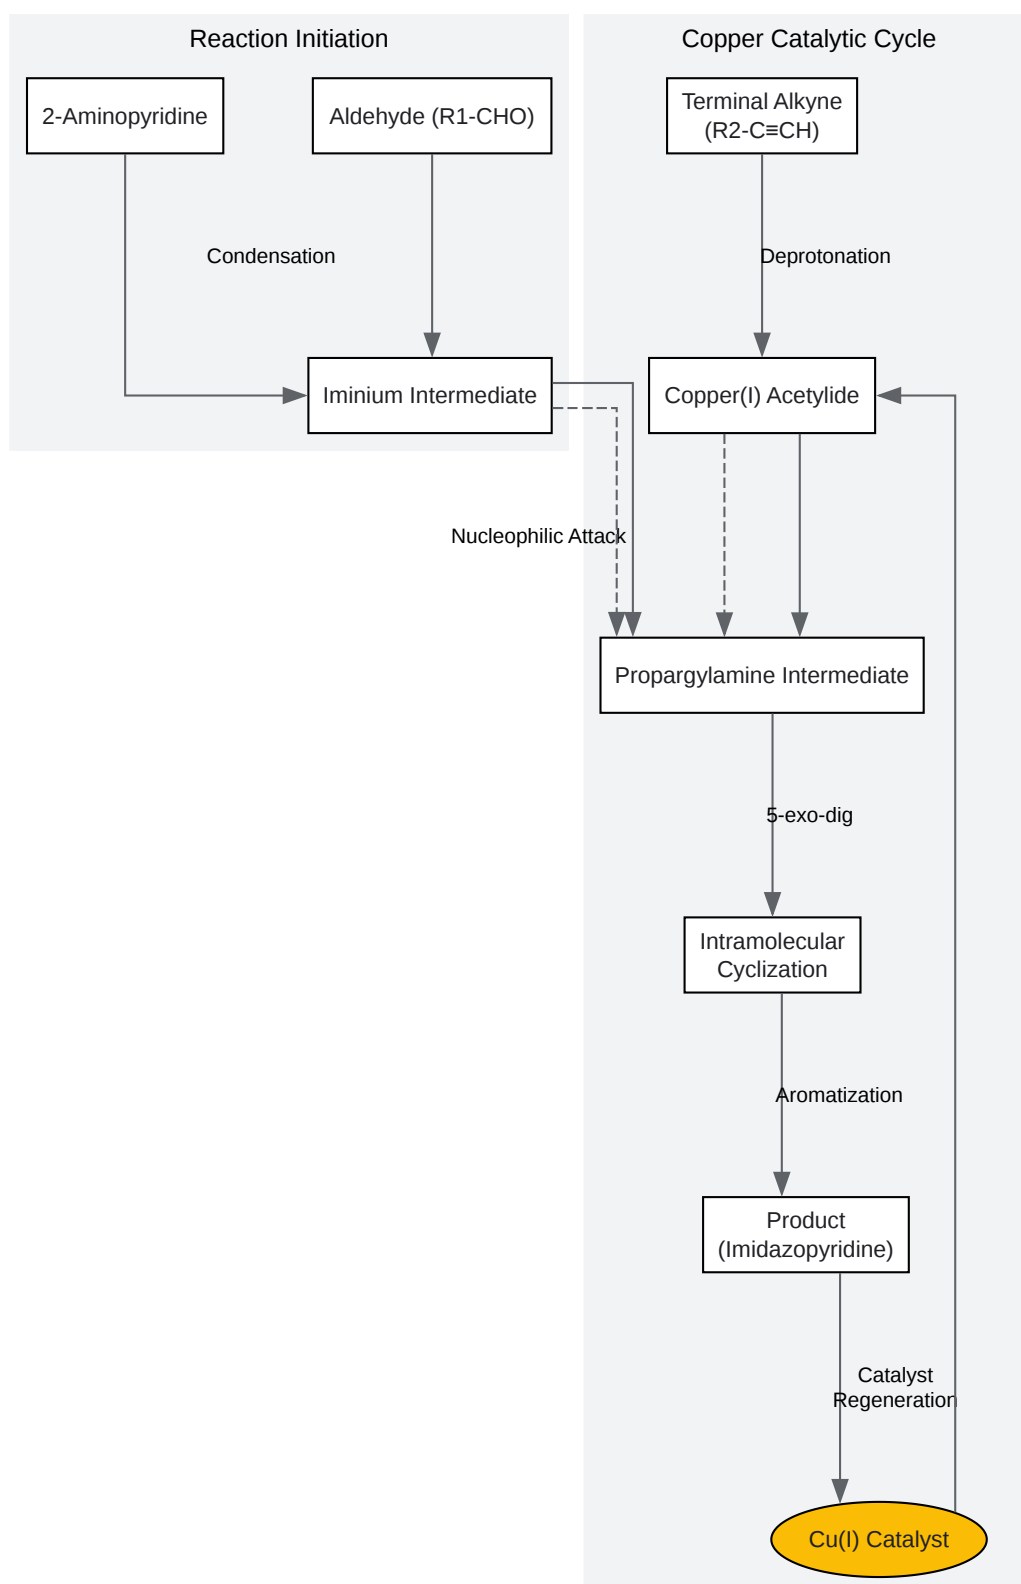 Reaction Initiation
Copper Catalytic Cycle
2-Aminopyridine
Aldehyde (R1-CHO)
Terminal Alkyne
(R2-C≡CH)
Condensation
Deprotonation
Iminium Intermediate
Copper(I) Acetylide
Nucleophilic Attack
Propargylamine Intermediate
5-exo-dig
Intramolecular
Cyclization
Aromatization
Product
(Imidazopyridine)
Catalyst
Regeneration
Cu(I) Catalyst